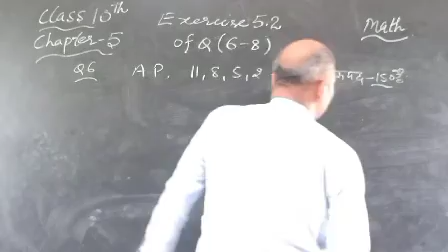 Class 10th Exercise 5.2 Math
Chapter-5 of Q (6-8)
Q6 A P. 11, 8, 5, 2